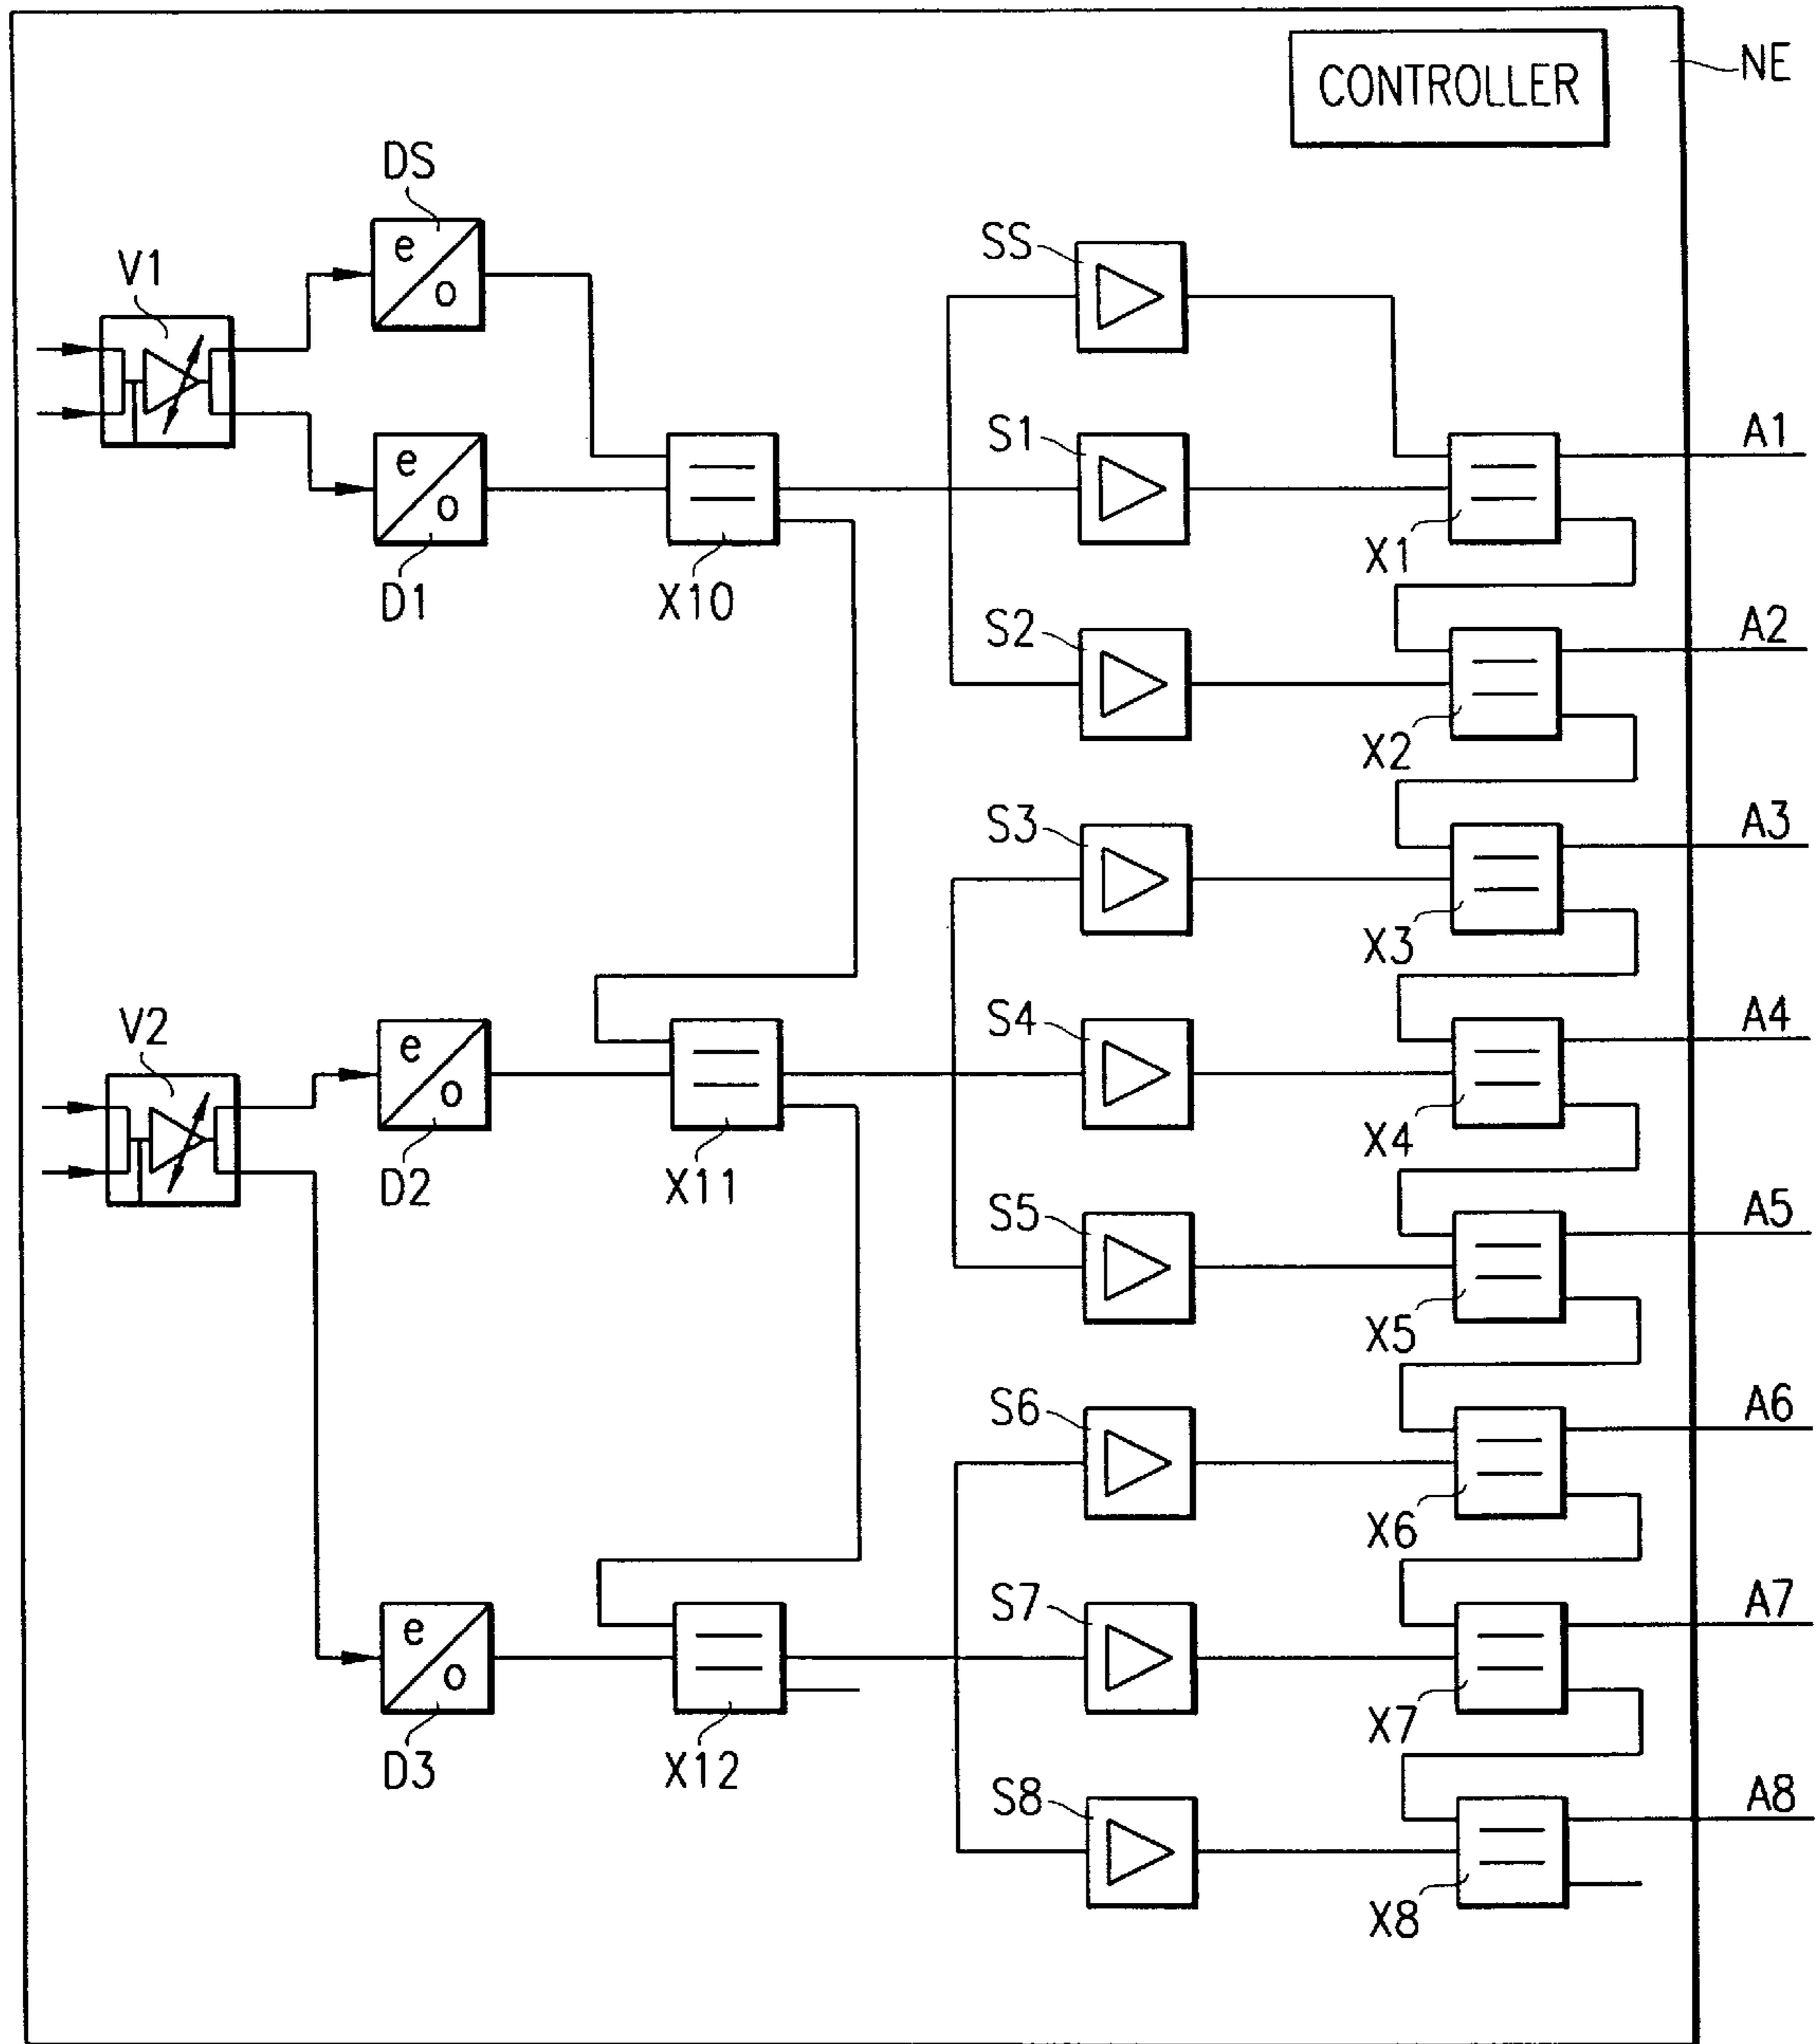 CONTROLLER
NE
DS
e
o
V1
SS
S1
A1
e
o
D1
X10
X1
S2
A2
X2
S3
A3
X3
V2
e
o
D2
X11
S4
A4
X4
S5
A5
X5
S6
A6
X6
e
o
D3
X12
S7
A7
X7
S8
A8
X8